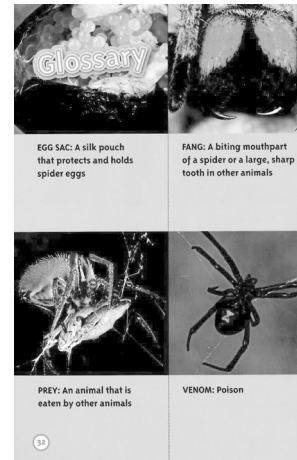 Glossary
EGG SAC: A silk pouch
that protects and holds
spider eggs
FANG: A biting mouthpart
of a spider or a large, sharp
tooth in other animals
PREY: An animal that is
eaten by other animals
VENOM: Poison
32